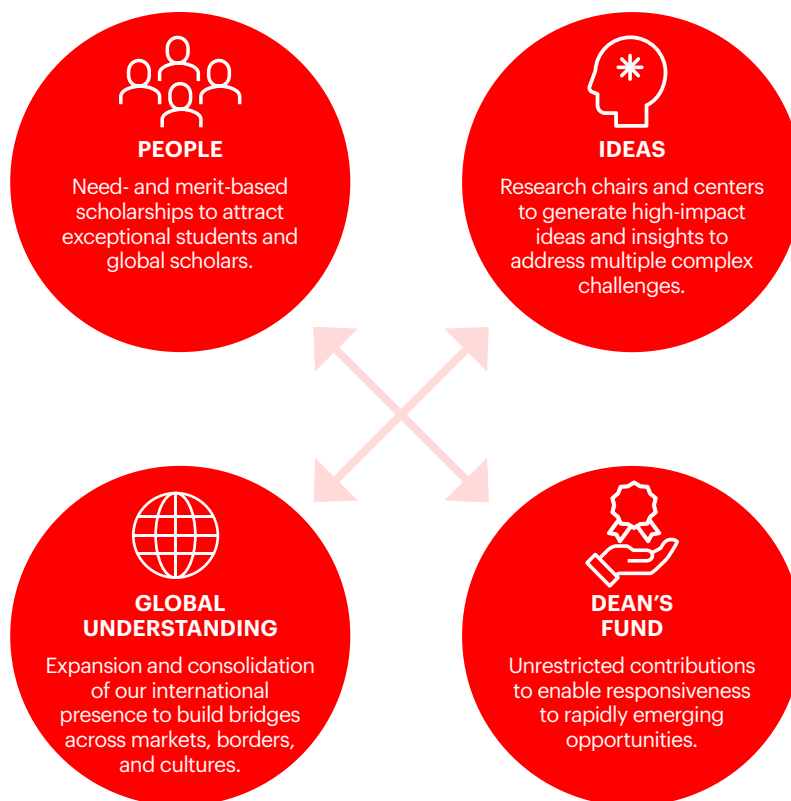 PEOPLE
Need- and merit-based
scholarships to attract
exceptional students and
global scholars.
IDEAS
Research chairs and centers
to generate high-impact
ideas and insights to
address multiple complex
challenges.
GLOBAL
UNDERSTANDING
Expansion and consolidation
of our international
presence to build bridges
across markets, borders,
and cultures.
DEAN’S
FUND
Unrestricted contributions
to enable responsiveness
to rapidly emerging
opportunities.